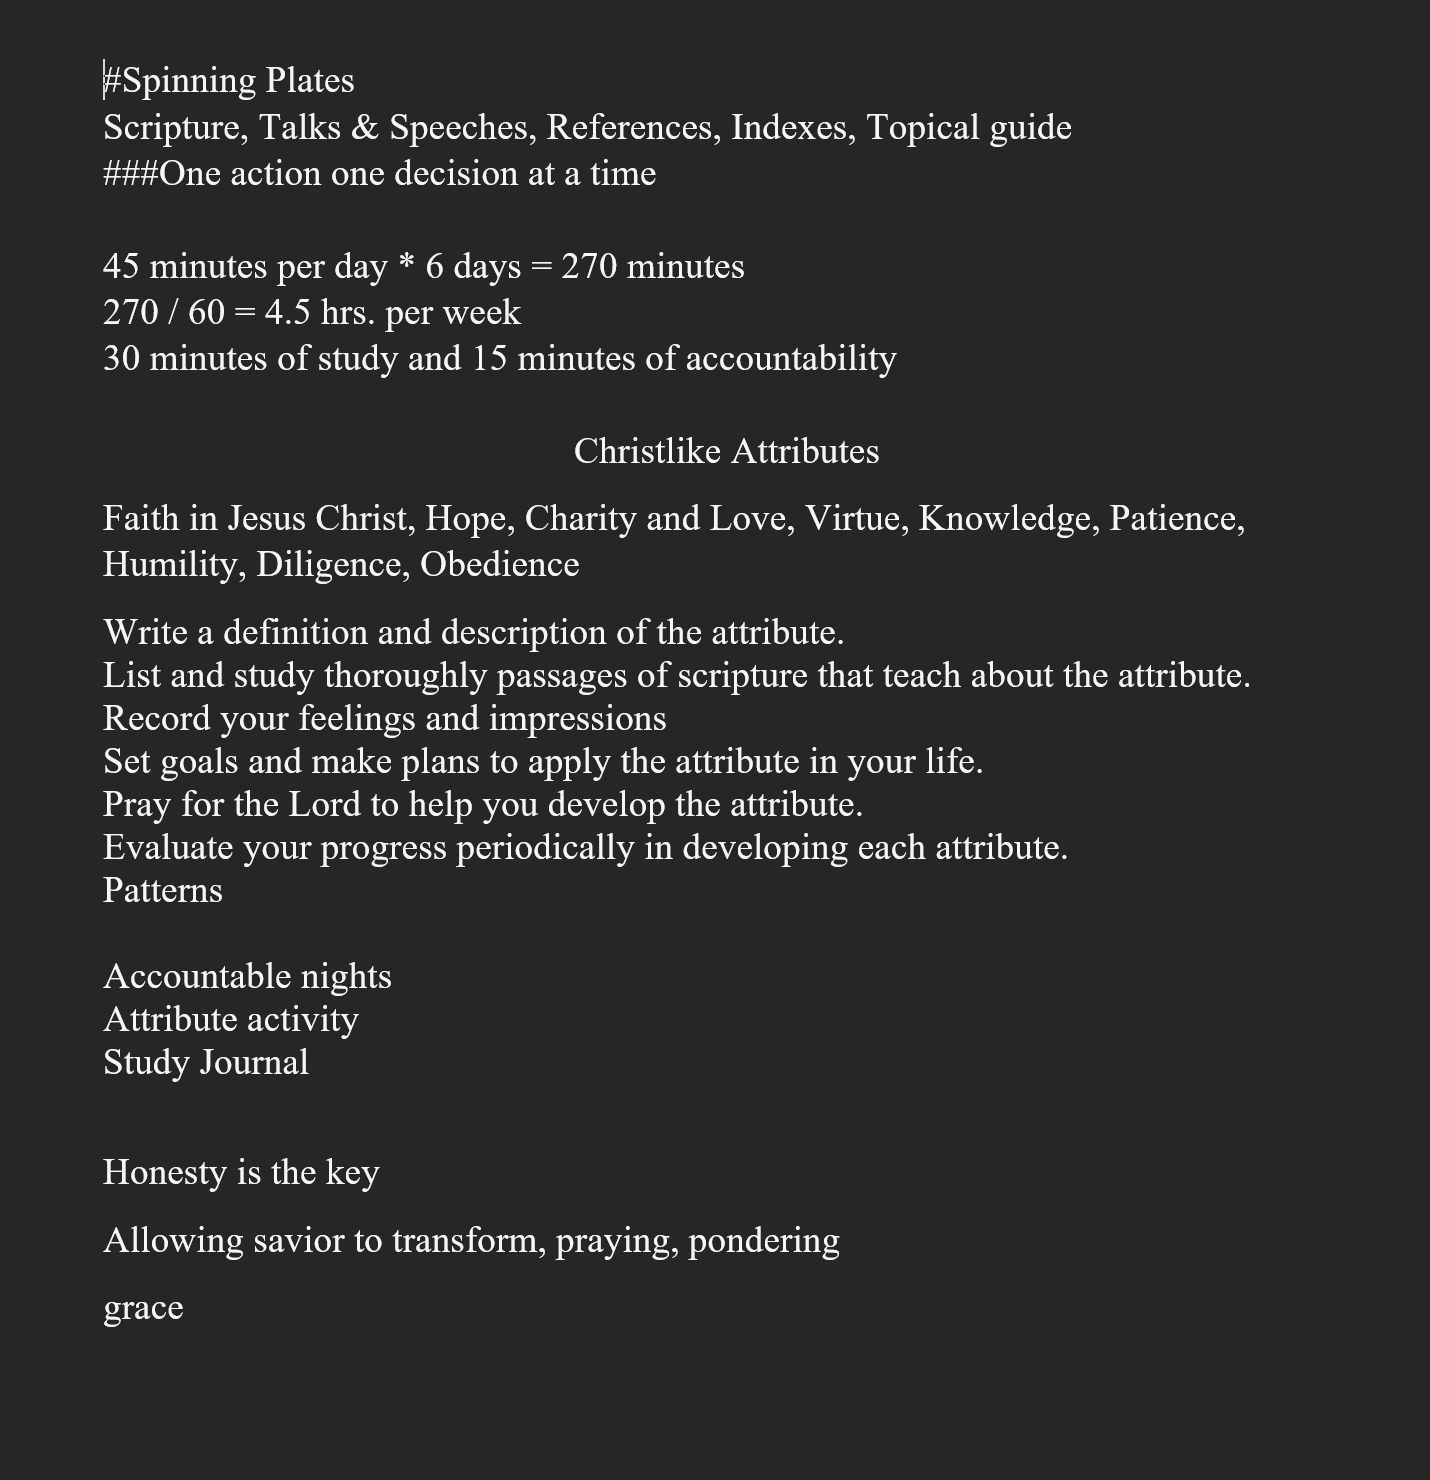 #Spinning Plates
Scripture, Talks & Speeches, References, Indexes, Topical guide
###One action one decision at a time
45 minutes per day * 6 days = 270 minutes
270 / 60 = 4.5 hrs. per week
30 minutes of study and 15 minutes of accountability
Christlike Attributes
Faith in Jesus Christ, Hope, Charity and Love, Virtue, Knowledge, Patience,
Humility, Diligence, Obedience
Write a definition and description of the attribute.
List and study thoroughly passages of scripture that teach about the attribute.
Record your feelings and impressions
Set goals and make plans to apply the attribute in your life.
Pray for the Lord to help you develop the attribute.
Evaluate your progress periodically in developing each attribute.
Patterns
Accountable nights
Attribute activity
Study Journal
Honesty is the key
Allowing savior to transform, praying, pondering
grace